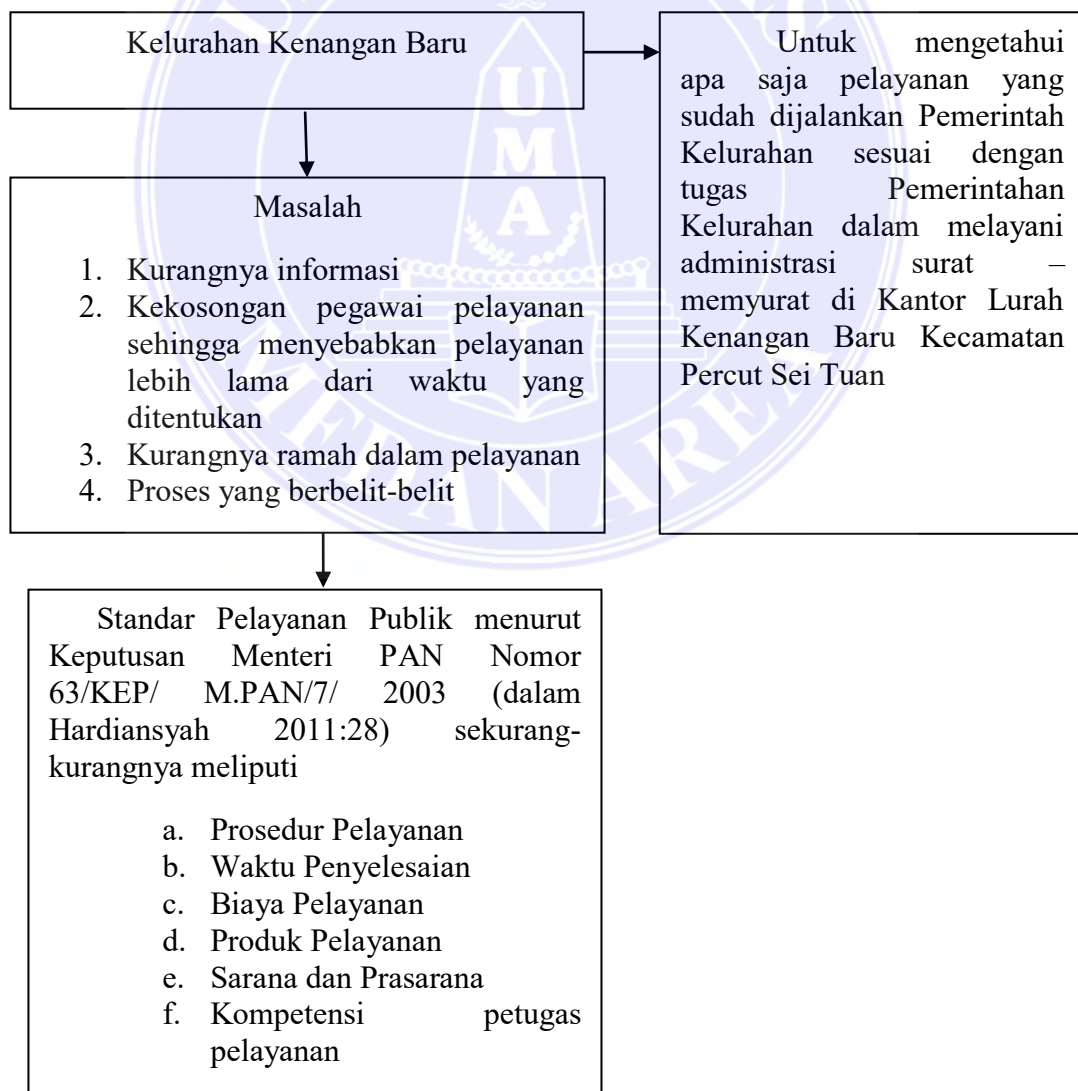 Kelurahan Kenangan Baru
Untuk mengetahui
apa saja pelayanan yang
sudah dijalankan Pemerintah
Kelurahan sesuai dengan
tugas Pemerintahan
Kelurahan dalam melayani
administrasi surat –
memyurat di Kantor Lurah
Kenangan Baru Kecamatan
Percut Sei Tuan
Masalah
1. Kurangnya informasi
2. Kekosongan pegawai pelayanan
sehingga menyebabkan pelayanan
lebih lama dari waktu yang
ditentukan
3. Kurangnya ramah dalam pelayanan
4. Proses yang berbelit-belit
Standar Pelayanan Publik menurut
Keputusan Menteri PAN Nomor
63/KEP/ M.PAN/7/ 2003 (dalam
Hardiansyah 2011:28) sekurang-
kurangnya meliputi
a. Prosedur Pelayanan
b. Waktu Penyelesaian
c. Biaya Pelayanan
d. Produk Pelayanan
e. Sarana dan Prasarana
f. Kompetensi petugas
pelayanan
UMA
MEDAN AREA